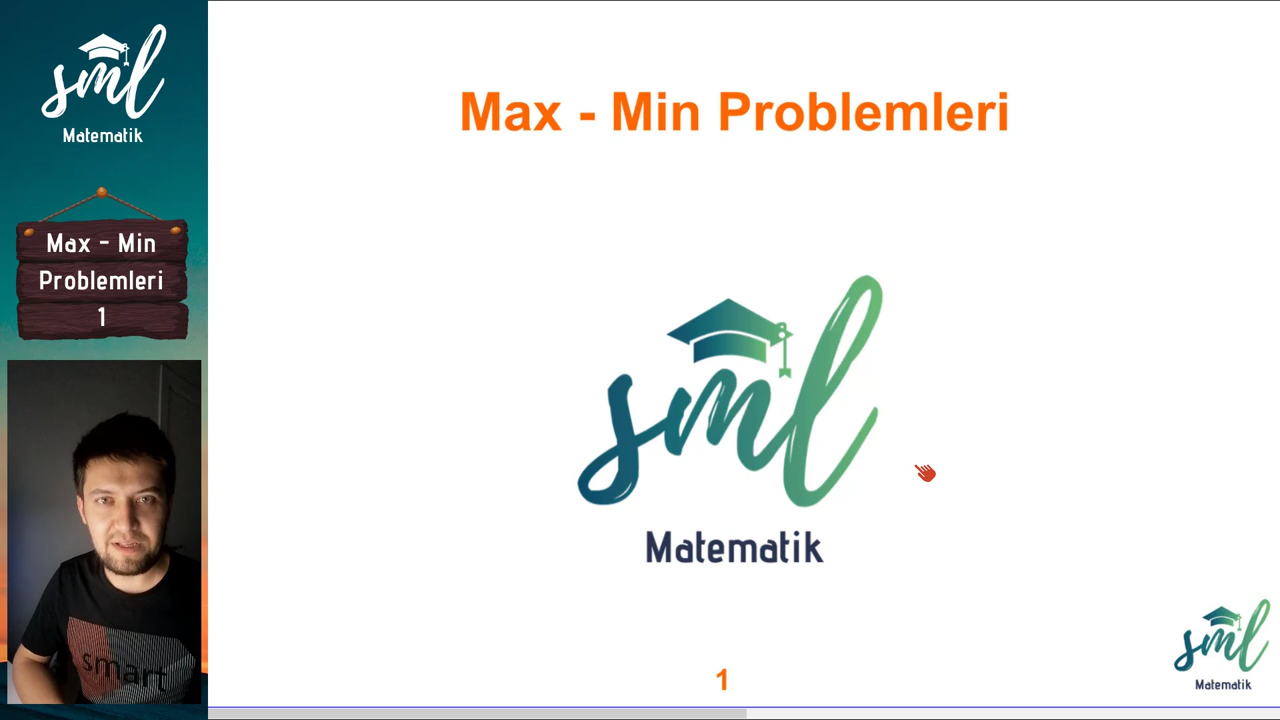 sml
Matematik
Max - Min
Problemleri
1
smart
Max - Min Problemleri
sml
Matematik
1
sml
Matematik